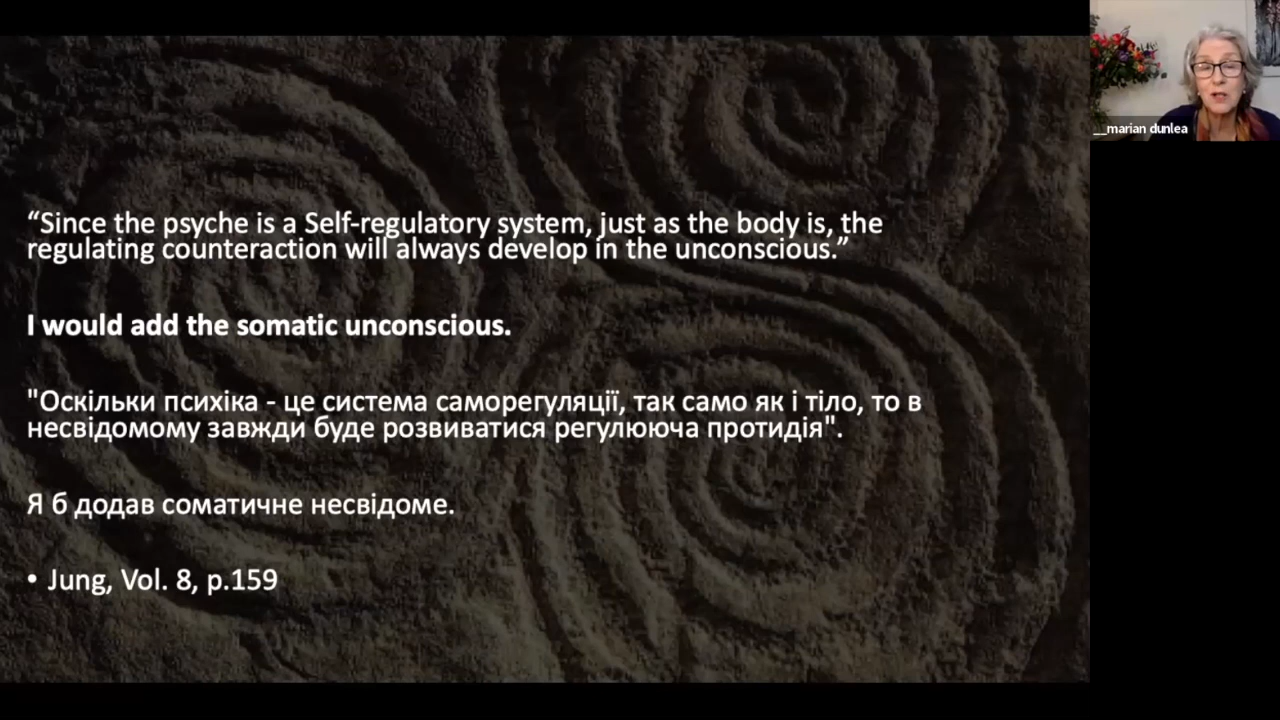 __marian dunlea
“Since the psyche is a Self-regulatory system, just as the body is, the
regulating counteraction will always develop in the unconscious.”
I would add the somatic unconscious.
"Оскільки психіка - це система саморегуляції, так само як і тіло, то в
несвідомому завжди буде розвиватися регулююча протидія".
Я б додав соматичне несвідоме.
• Jung, Vol. 8, p.159